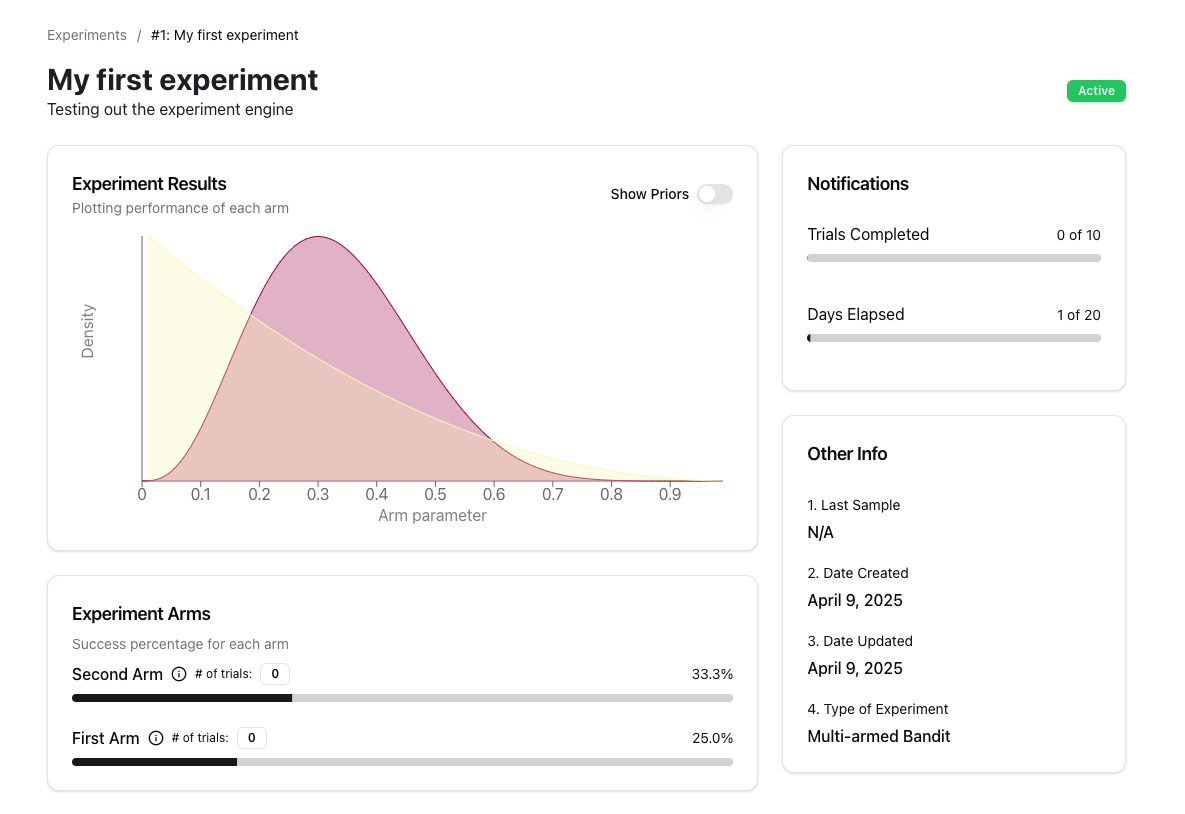 Experiments / #1: My first experiment
My first experiment
Testing out the experiment engine
Active
Experiment Results
Plotting performance of each arm
Show Priors
Density
0 0.1 0.2 0.3 0.4 0.5 0.6 0.7 0.8 0.9
Arm parameter
Experiment Arms
Success percentage for each arm
Second Arm # of trials: 0 33.3%
First Arm # of trials: 0 25.0%
Notifications
Trials Completed 0 of 10
Days Elapsed 1 of 20
Other Info
1. Last Sample
N/A
2. Date Created
April 9, 2025
3. Date Updated
April 9, 2025
4. Type of Experiment
Multi-armed Bandit